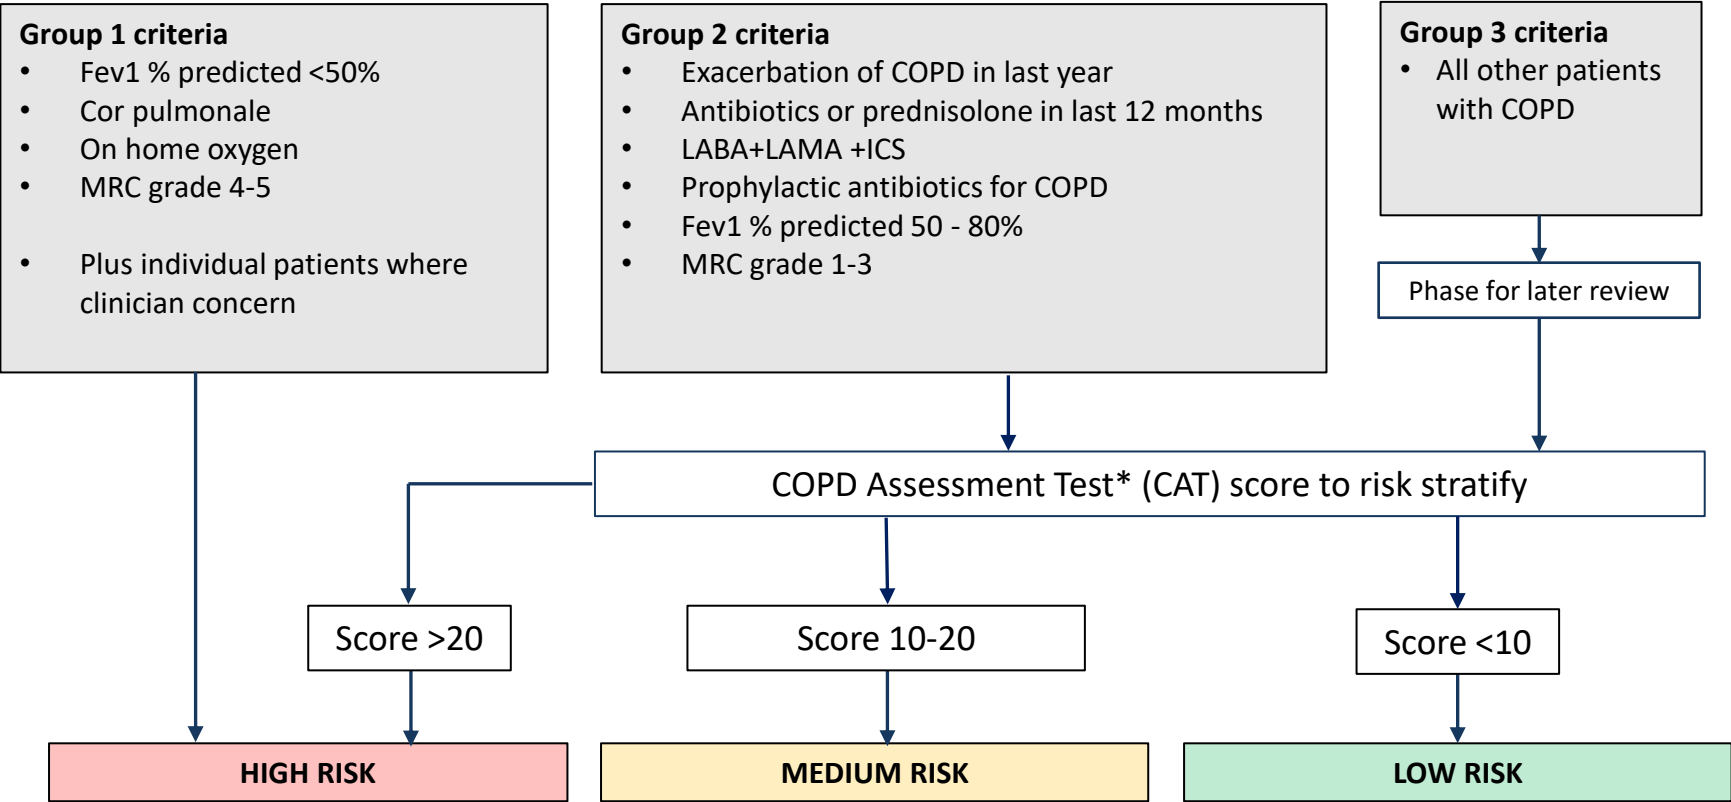 Group 1 criteria
• Fev1 % predicted <50%
• Cor pulmonale
• On home oxygen
• MRC grade 4-5
• Plus individual patients where
clinician concern
Group 2 criteria
• Exacerbation of COPD in last year
• Antibiotics or prednisolone in last 12 months
• LABA+LAMA +ICS
• Prophylactic antibiotics for COPD
• Fev1 % predicted 50 - 80%
• MRC grade 1-3
Group 3 criteria
• All other patients
with COPD
Phase for later review
COPD Assessment Test* (CAT) score to risk stratify
Score >20
Score 10-20
Score <10
HIGH RISK
MEDIUM RISK
LOW RISK